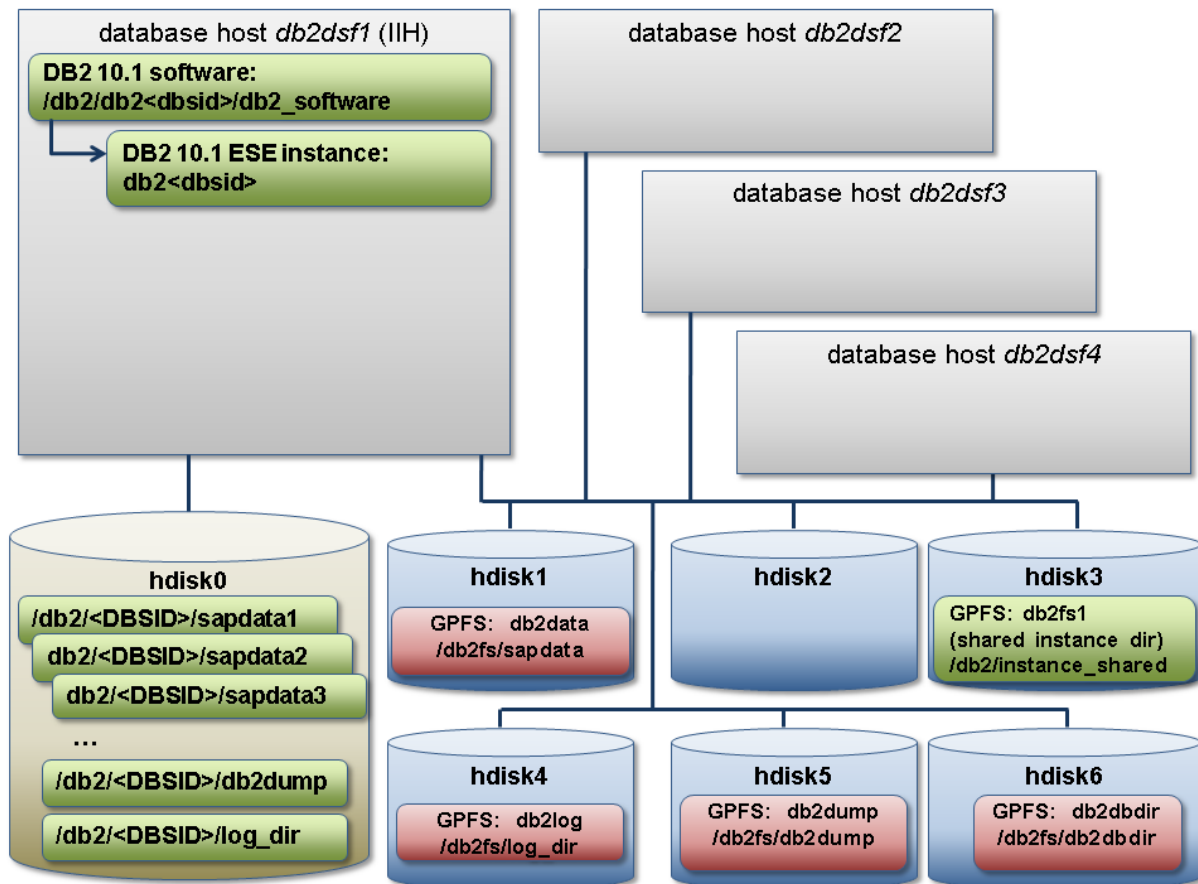 database host db2dsf1 (IIH)
DB2 10.1 software:
/db2/db2<dbsid>/db2_software
DB2 10.1 ESE instance:
db2<dbsid>
database host db2dsf2
database host db2dsf3
database host db2dsf4
hdisk0
/db2/<DBSID>/sapdata1
db2/<DBSID>/sapdata2
db2/<DBSID>/sapdata3
...
/db2/<DBSID>/db2dump
/db2/<DBSID>/log_dir
hdisk1
GPFS: db2data
/db2fs/sapdata
hdisk2
hdisk3
GPFS: db2fs1
(shared instance dir)
/db2/instance_shared
hdisk4
GPFS: db2log
/db2fs/log_dir
hdisk5
GPFS: db2dump
/db2fs/db2dump
hdisk6
GPFS: db2dbdir
/db2fs/db2dbdir